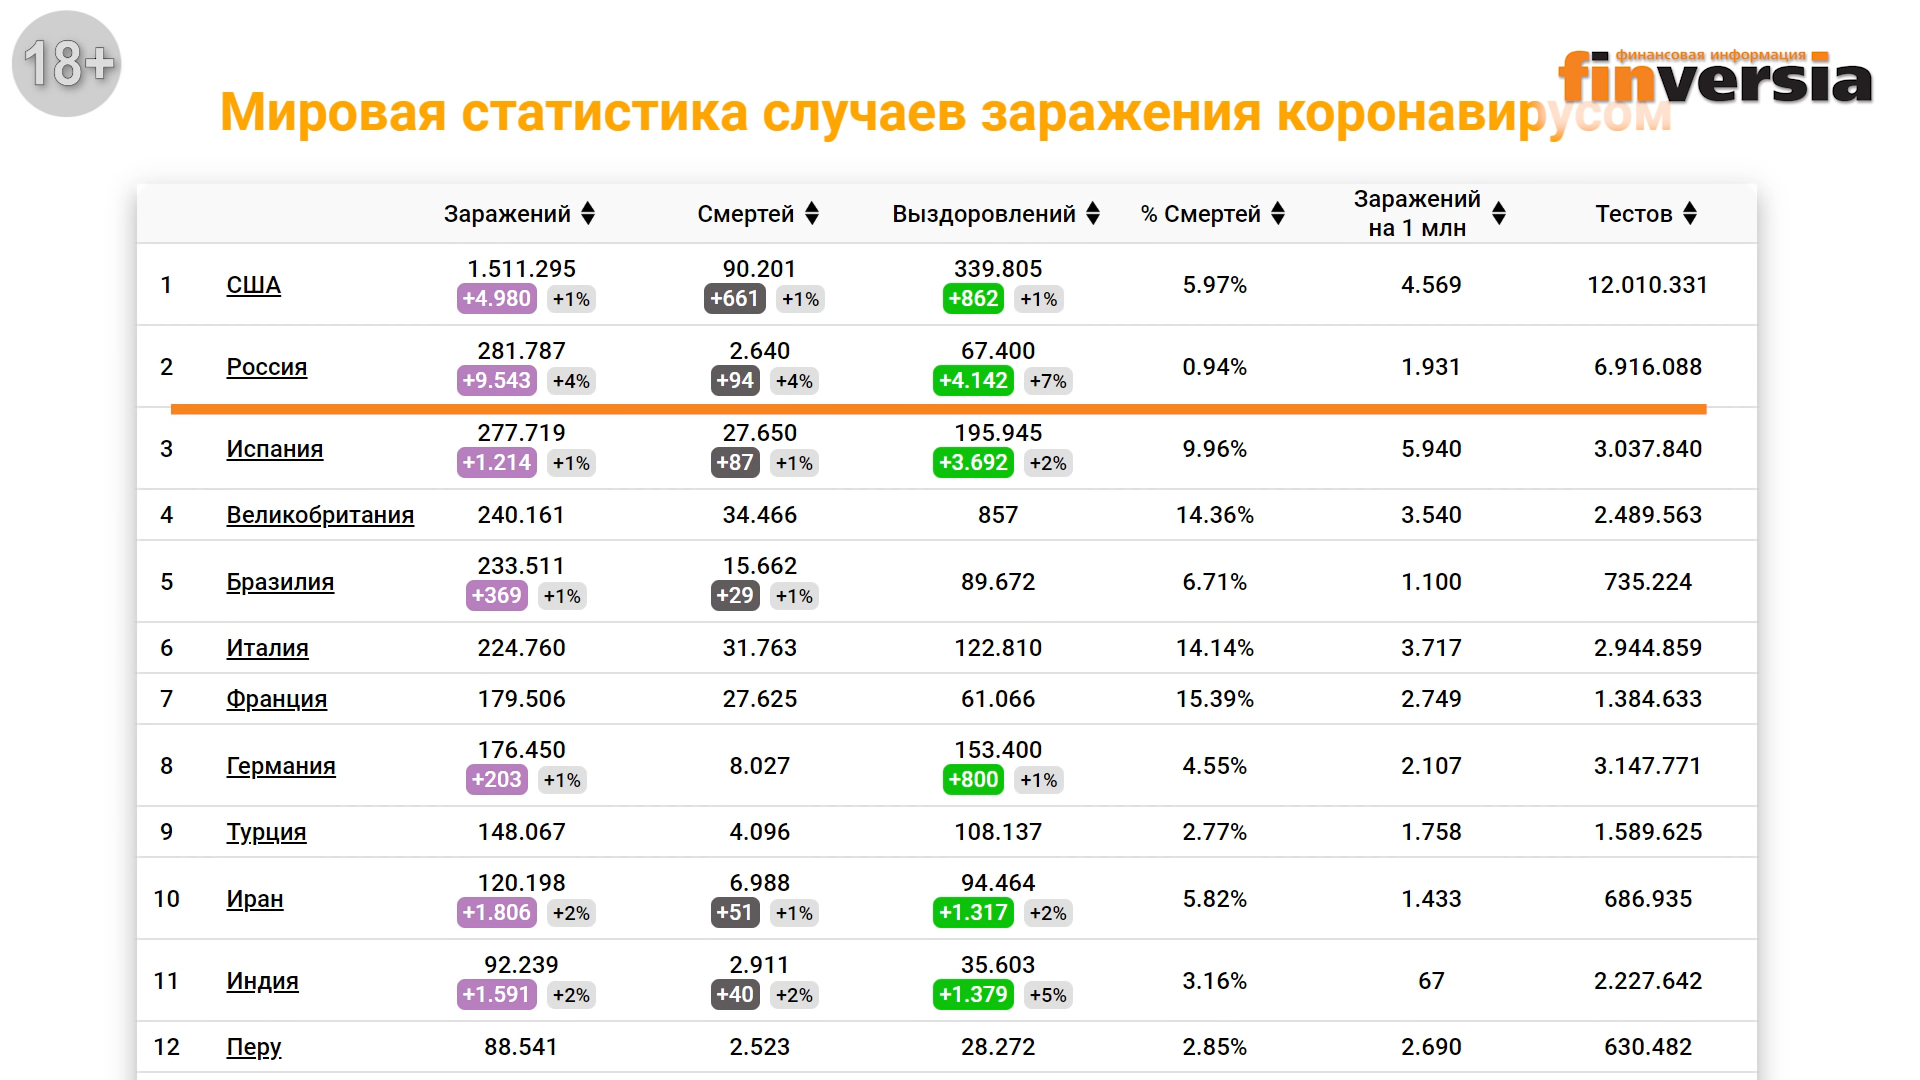 18+
финансовая информация
finversia
Мировая статистика случаев заражения коронавирусом
Заражений Смертей Выздоровлений % Смертей Заражений на 1 млн Тестов
1 США 1.511.295 +4.980 +1% 90.201 +661 +1% 339.805 +862 +1% 5.97% 4.569 12.010.331
2 Россия 281.787 +9.543 +4% 2.640 +94 +4% 67.400 +4.142 +7% 0.94% 1.931 6.916.088
3 Испания 277.719 +1.214 +1% 27.650 +87 +1% 195.945 +3.692 +2% 9.96% 5.940 3.037.840
4 Великобритания 240.161 34.466 857 14.36% 3.540 2.489.563
5 Бразилия 233.511 +369 +1% 15.662 +29 +1% 89.672 6.71% 1.100 735.224
6 Италия 224.760 31.763 122.810 14.14% 3.717 2.944.859
7 Франция 179.506 27.625 61.066 15.39% 2.749 1.384.633
8 Германия 176.450 +203 +1% 8.027 153.400 +800 +1% 4.55% 2.107 3.147.771
9 Турция 148.067 4.096 108.137 2.77% 1.758 1.589.625
10 Иран 120.198 +1.806 +2% 6.988 +51 +1% 94.464 +1.317 +2% 5.82% 1.433 686.935
11 Индия 92.239 +1.591 +2% 2.911 +40 +2% 35.603 +1.379 +5% 3.16% 67 2.227.642
12 Перу 88.541 2.523 28.272 2.85% 2.690 630.482